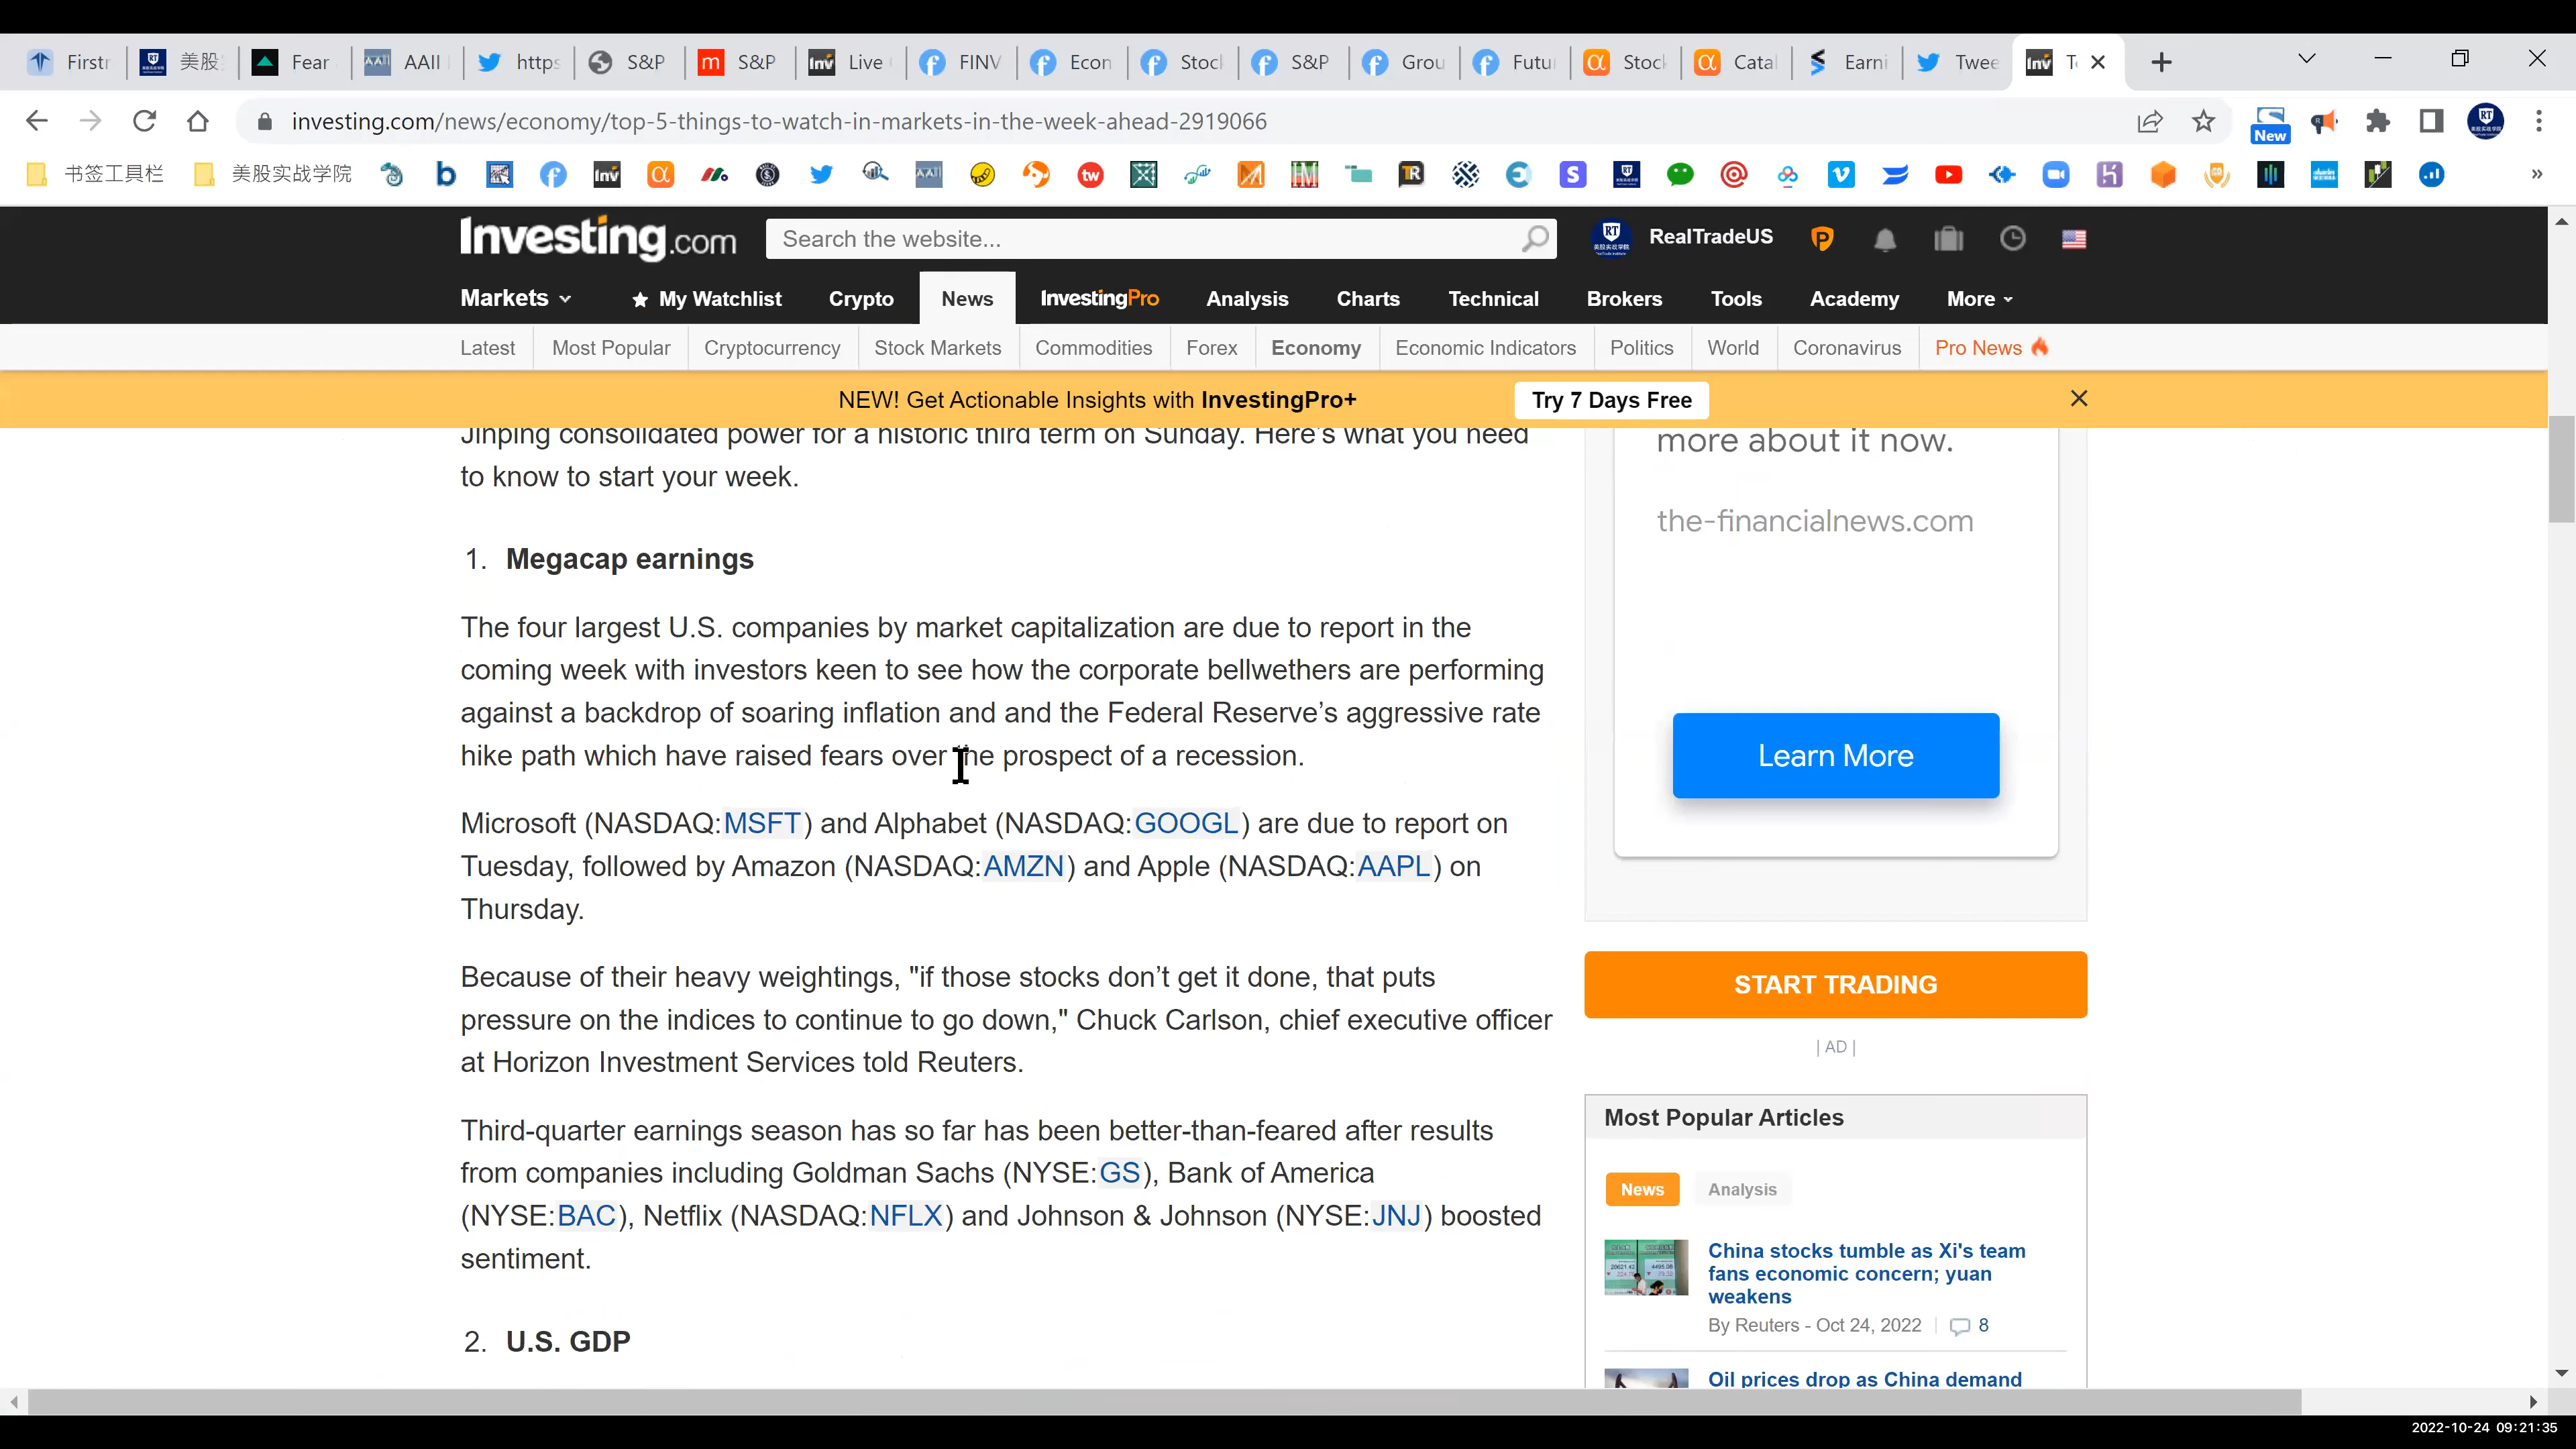 Firstr
美股
Fear
AAII
https
S&P
S&P
Live
FINV
Econ
Stock
S&P
Grou
Futu
Stock
Cata
Earni
Twee
To
investing.com/news/economy/top-5-things-to-watch-in-markets-in-the-week-ahead-2919066
New
书签工具栏
美股实战学院
Investing.com
Search the website...
RealTradeUS
Markets
My Watchlist
Crypto
News
InvestingPro
Analysis
Charts
Technical
Brokers
Tools
Academy
More
Latest
Most Popular
Cryptocurrency
Stock Markets
Commodities
Forex
Economy
Economic Indicators
Politics
World
Coronavirus
Pro News
NEW! Get Actionable Insights with InvestingPro+
Try 7 Days Free
Jinping consolidated power for a historic third term on Sunday. Here's what you need
to know to start your week.
1. Megacap earnings
The four largest U.S. companies by market capitalization are due to report in the
coming week with investors keen to see how the corporate bellwethers are performing
against a backdrop of soaring inflation and and the Federal Reserve’s aggressive rate
hike path which have raised fears over the prospect of a recession.
Microsoft (NASDAQ:MSFT) and Alphabet (NASDAQ:GOOGL) are due to report on
Tuesday, followed by Amazon (NASDAQ:AMZN) and Apple (NASDAQ:AAPL) on
Thursday.
Because of their heavy weightings, "if those stocks don’t get it done, that puts
pressure on the indices to continue to go down," Chuck Carlson, chief executive officer
at Horizon Investment Services told Reuters.
Third-quarter earnings season has so far has been better-than-feared after results
from companies including Goldman Sachs (NYSE:GS), Bank of America
(NYSE:BAC), Netflix (NASDAQ:NFLX) and Johnson & Johnson (NYSE:JNJ) boosted
sentiment.
2. U.S. GDP
more about it now.
the-financialnews.com
Learn More
START TRADING
| AD |
Most Popular Articles
News
Analysis
China stocks tumble as Xi's team
fans economic concern; yuan
weakens
By Reuters - Oct 24, 2022
8
Oil prices drop as China demand
2022-10-24 09:21:35